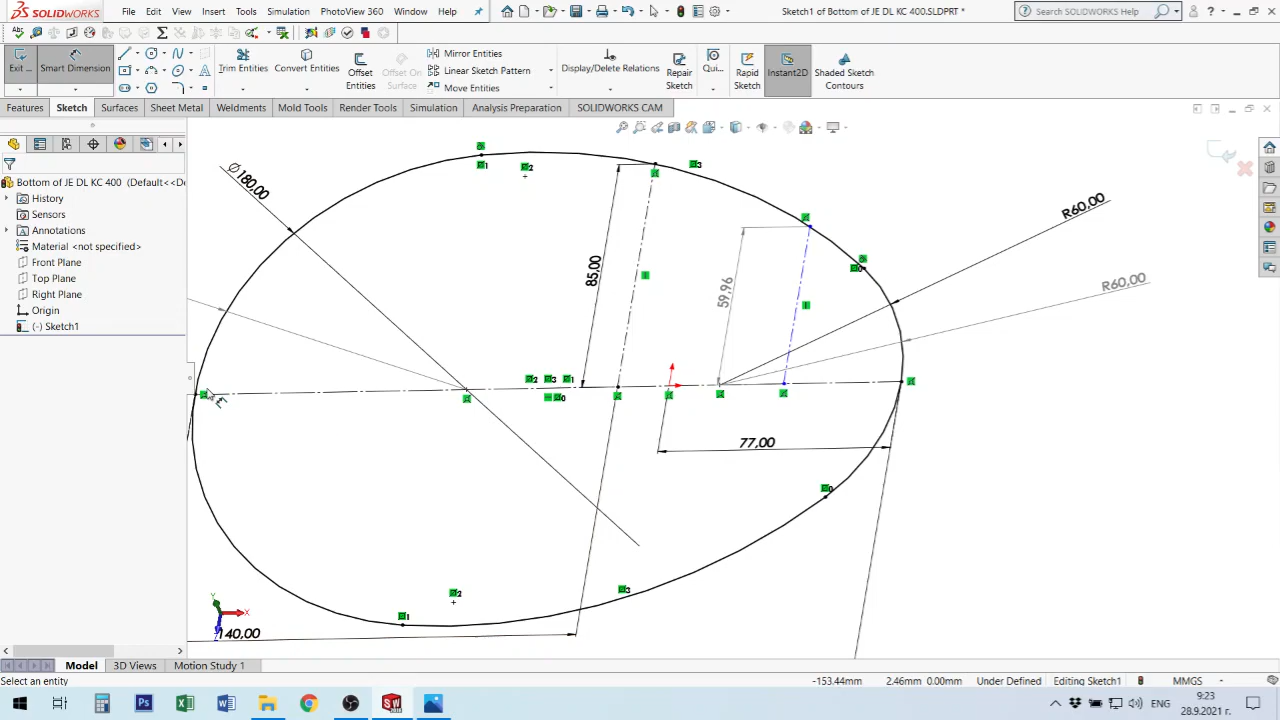 SOLIDWORKS
File Edit View Insert Tools Simulation PhotoView 360 Window Help
Sketch1 of Bottom of JE DL KC 400.SLDPRT *
Search SOLIDWORKS Help
Exit ...
Smart Dimension
Trim Entities
Convert Entities
Offset Entities
Offset On Surface
Mirror Entities
Linear Sketch Pattern
Move Entities
Display/Delete Relations
Repair Sketch
Qui...
Rapid Sketch
Instant2D
Shaded Sketch Contours
Features Sketch Surfaces Sheet Metal Weldments Mold Tools Render Tools Simulation Analysis Preparation SOLIDWORKS CAM
Bottom of JE DL KC 400 (Default<<De
History
Sensors
Annotations
Material <not specified>
Front Plane
Top Plane
Right Plane
Origin
(-) Sketch1
Ø180,00
85,00
59,96
R60,00
R60,00
77,00
140,00
Y
X
Z
Model 3D Views Motion Study 1
Select an entity
-153.44mm 2.46mm 0.00mm Under Defined Editing Sketch1 MMGS
ENG
9:23
28.9.2021 г.